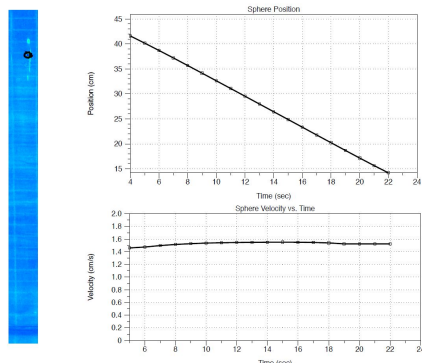 Sphere Position
Position (cm)
45
40
35
30
25
20
15
4 6 8 10 12 14 16 18 20 22 24
Time (sec)
Sphere Velocity vs. Time
Velocity (cm/s)
2.0
1.8
1.6
1.4
1.2
1.0
0.8
0.6
0.4
0.2
0
6 8 10 12 14 16 18 20 22 24
Time (sec)